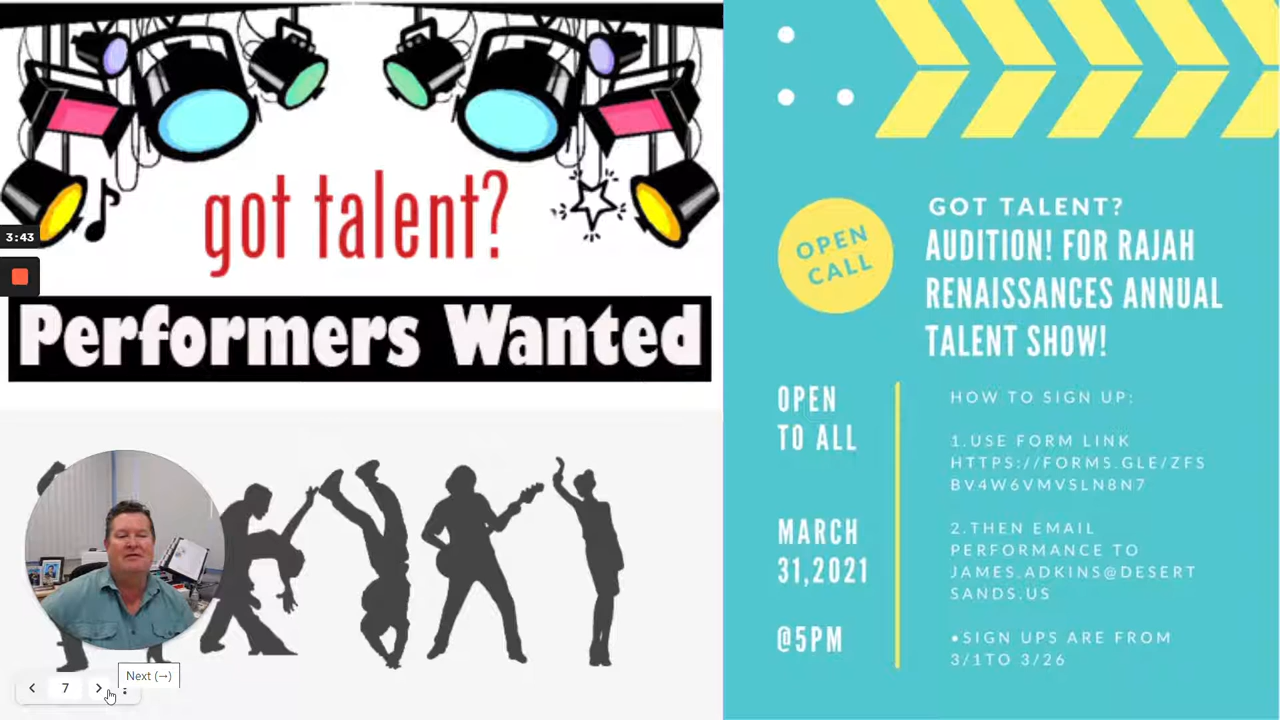 got talent?
3:43
Performers Wanted
Next (→)
7
OPEN
CALL
GOT TALENT?
AUDITION! FOR RAJAH
RENAISSANCES ANNUAL
TALENT SHOW!
OPEN
TO ALL
MARCH
31,2021
@5PM
HOW TO SIGN UP:
1.USE FORM LINK
HTTPS://FORMS.GLE/ZFS
BV4W6VMVSLN8N7
2.THEN EMAIL
PERFORMANCE TO
JAMES.ADKINS@DESERT
SANDS.US
•SIGN UPS ARE FROM
3/1TO 3/26